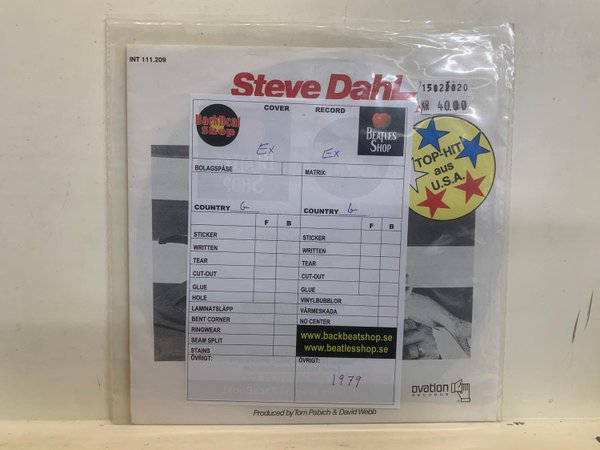 INT 111.209
Steve Dahl
15022020
KR 40.00
COVER RECORD
BackBeat Shop
BEATLES SHOP
Ex Ex
TOP-HIT
aus
U.S.A.
BOLAGSPÅSE MATRIX:
COUNTRY G COUNTRY G
F B F B
STICKER STICKER
WRITTEN WRITTEN
TEAR TEAR
CUT-OUT CUT-OUT
GLUE GLUE
HOLE VINYLBUBBLOR
LAMINATSLÄPP VÄRMESKADA
BENT CORNER NO CENTER
RINGWEAR
SEAM SPLIT
STAINS
www.backbeatshop.se
www.beatlesshop.se
ÖVRIGT: ÖVRIGT:
1979
ovation
RECORDS
Produced by Tom Pabich & David Webb